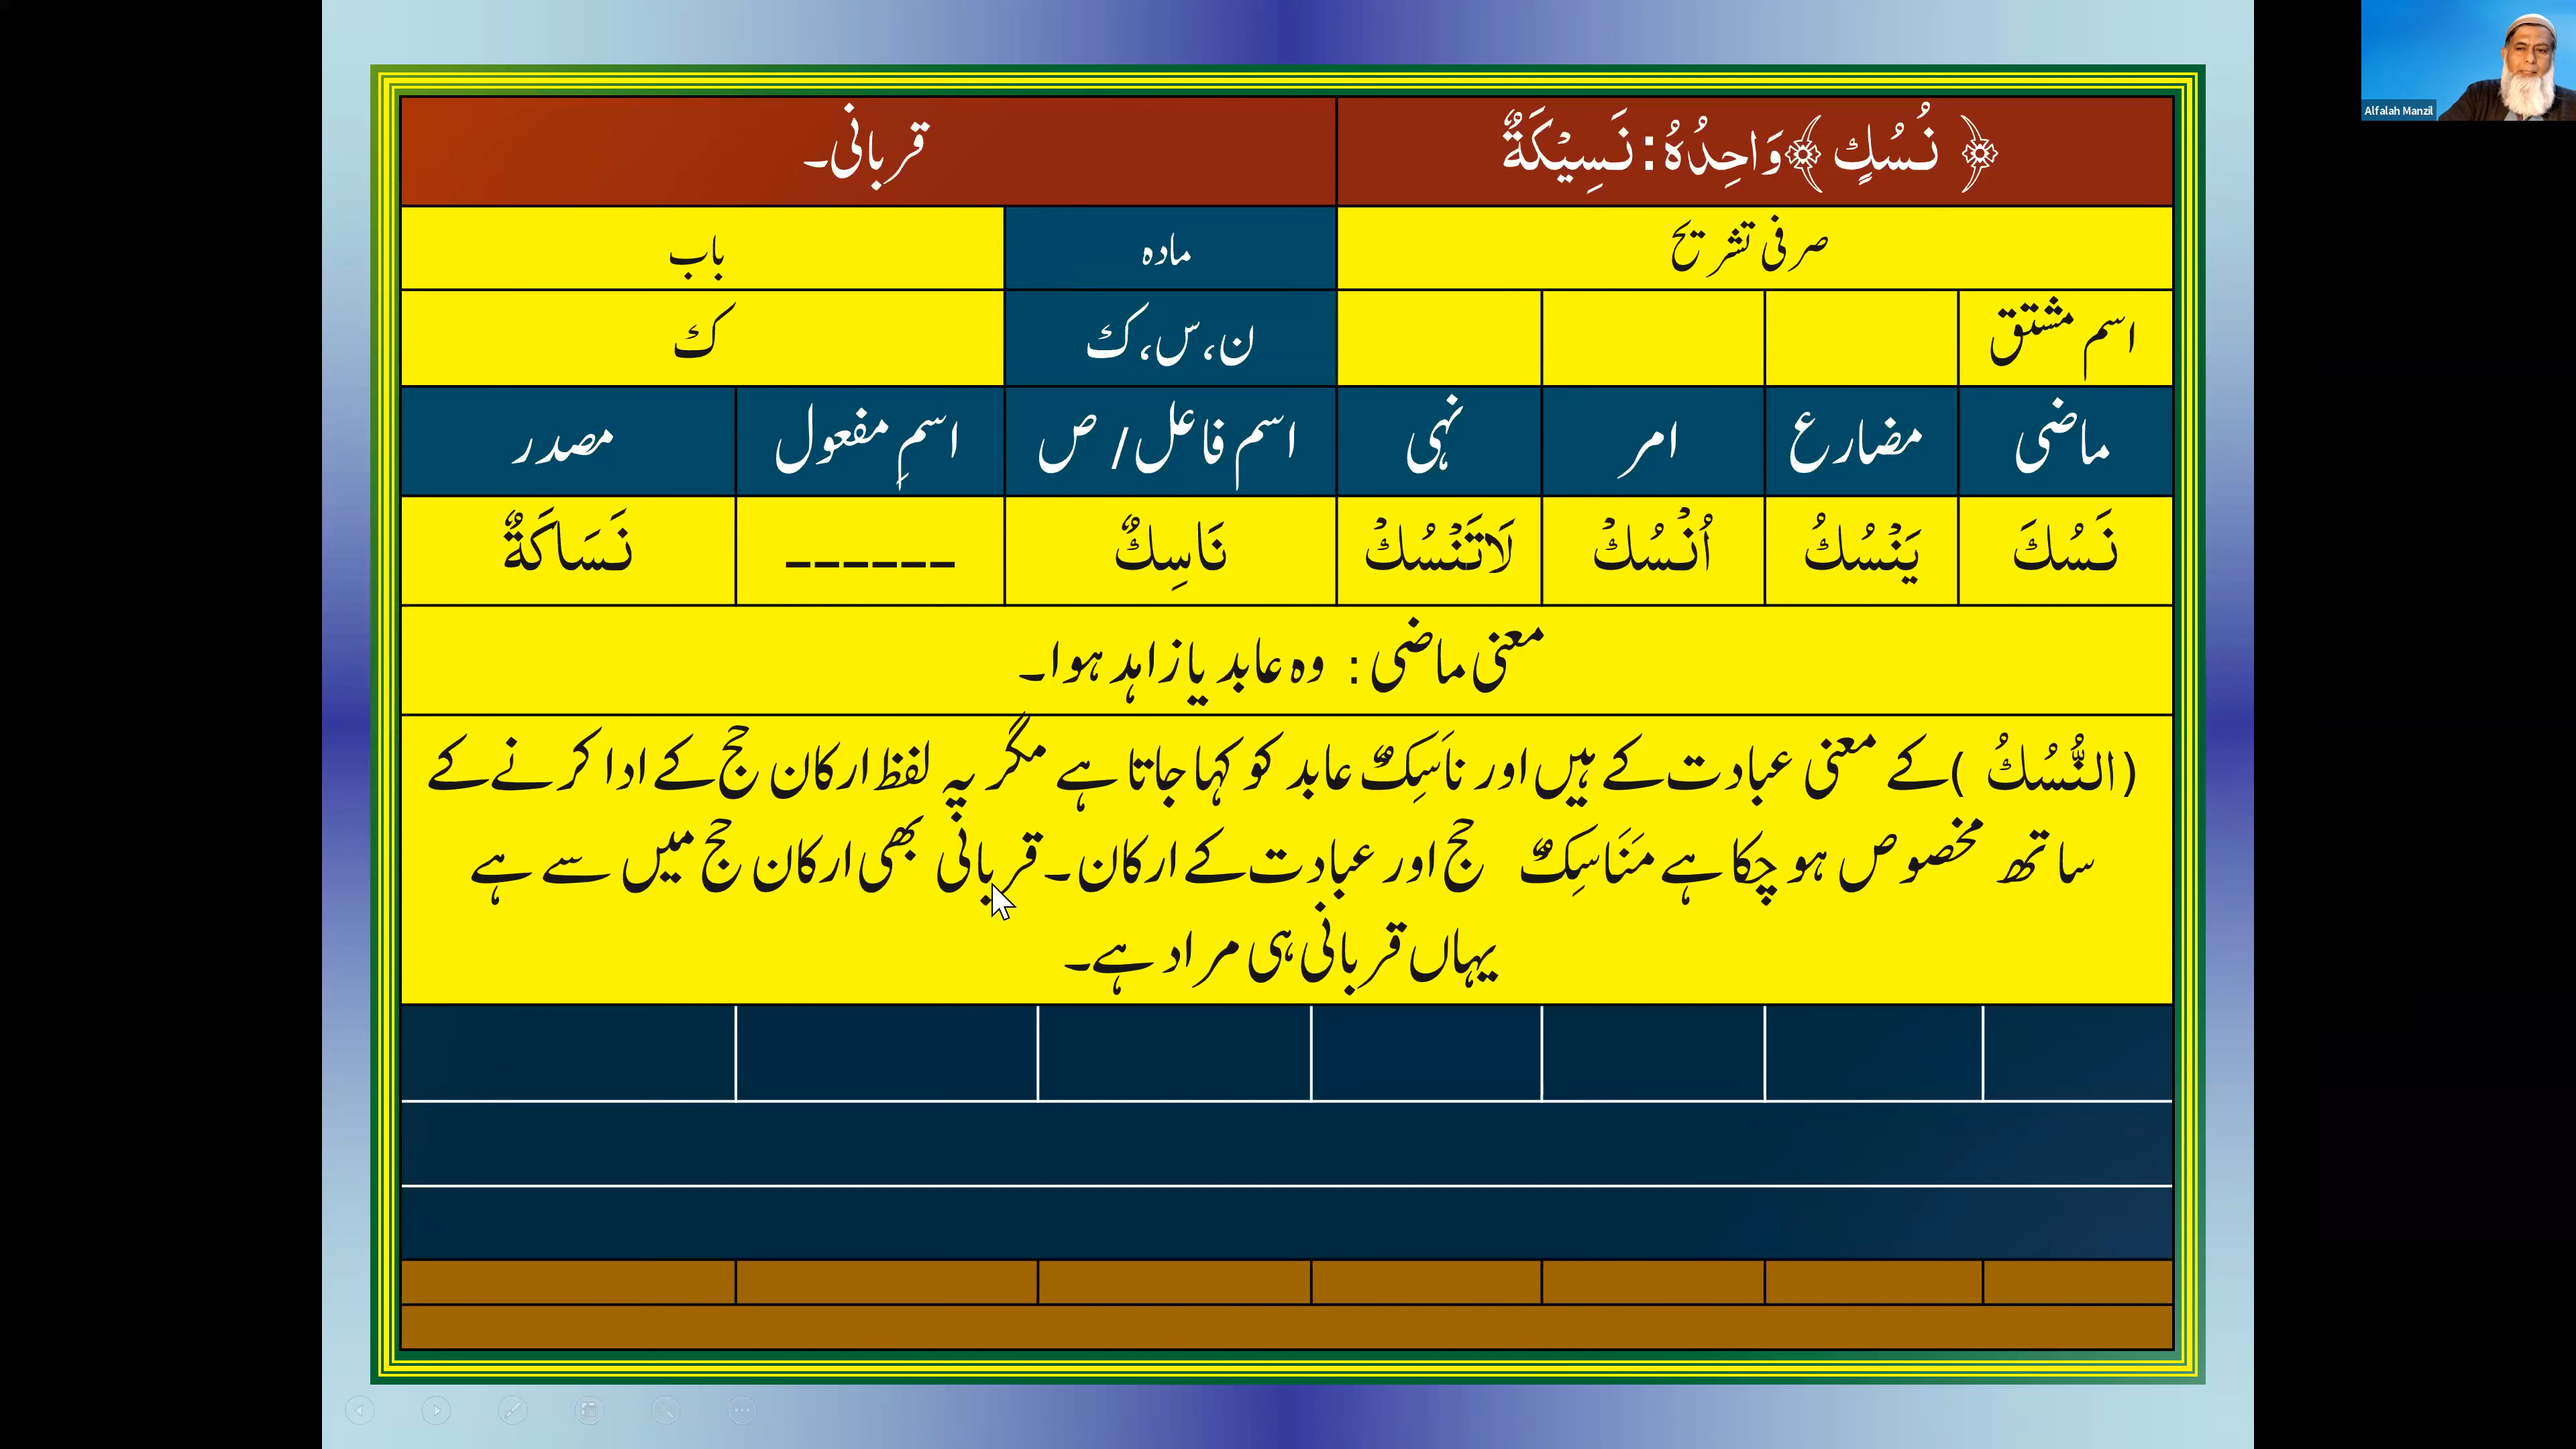 ﴿ نُسُكٍ ﴾ وَاحِدُهُ: نَسِيْكَةٌ
قربانی۔
صرفی تشریح
مادہ
باب
اسم مشتق
ن، س، ك
ك
ماضی
مضارع
امر
نہی
اسم فاعل / ص
اسمِ مفعول
مصدر
نَسُكَ
يَنْسُكُ
اُنْسُكْ
لَاتَنْسُكْ
نَاسِكٌ
------
نَسَاكَةٌ
معنی ماضی: وہ عابد یا زاہد ہوا۔
(النُّسُكُ) کے معنی عبادت کے ہیں اور نَاسِكٌ عابد کو کہا جاتا ہے مگر یہ لفظ ارکان حج کے ادا کرنے کے
ساتھ مخصوص ہو چکا ہے مَنَاسِكٌ حج اور عبادت کے ارکان۔ قربانی بھی ارکان حج میں سے ہے
یہاں قربانی ہی مراد ہے۔
Alfalah Manzil